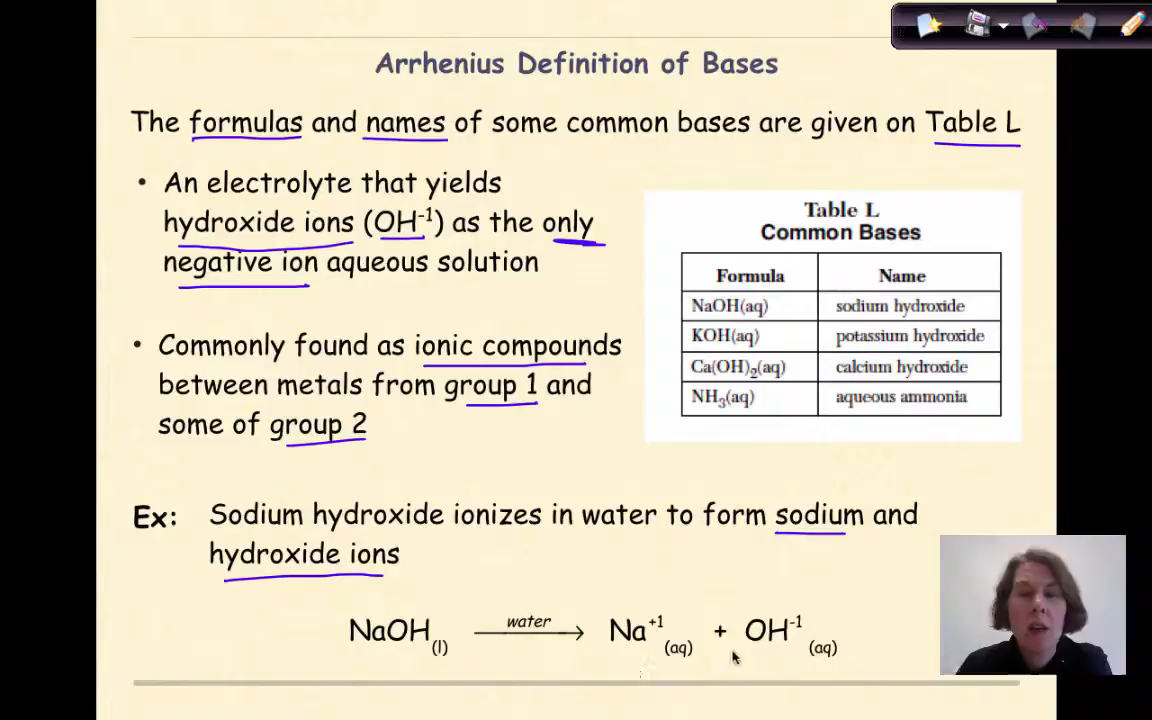 Arrhenius Definition of Bases
The formulas and names of some common bases are given on Table L
• An electrolyte that yields
hydroxide ions (OH⁻¹) as the only
negative ion aqueous solution
• Commonly found as ionic compounds
between metals from group 1 and
some of group 2
Table L
Common Bases
Formula Name
NaOH(aq) sodium hydroxide
KOH(aq) potassium hydroxide
Ca(OH)₂(aq) calcium hydroxide
NH₃(aq) aqueous ammonia
Ex: Sodium hydroxide ionizes in water to form sodium and
hydroxide ions
water
NaOH(l) → Na⁺¹(aq) + OH⁻¹(aq)